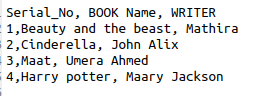 Serial_No, BOOK Name, WRITER
1,Beauty and the beast, Mathira
2,Cinderella, John Alix
3,Maat, Umera Ahmed
4,Harry potter, Maary Jackson